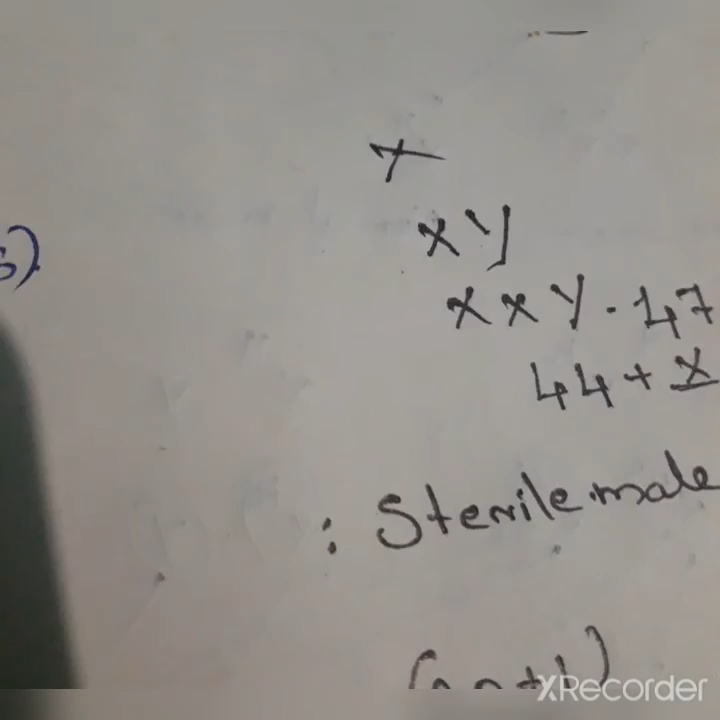 X
XY
XXY - 47
44 + X
: Sterile male
XRecorder